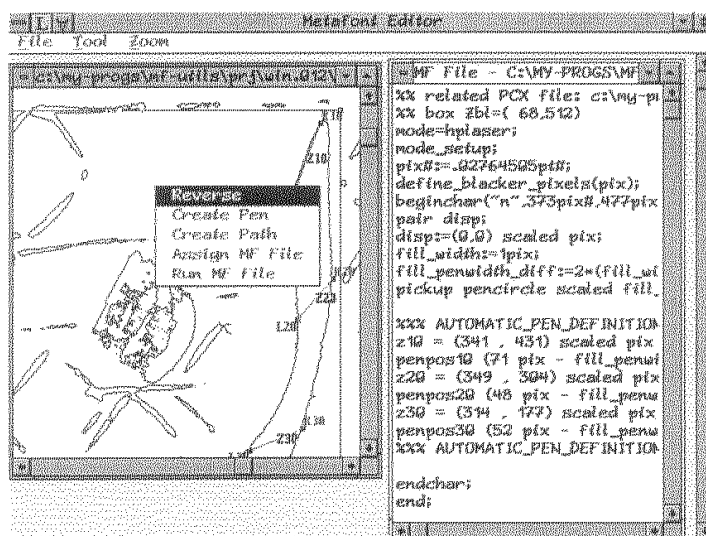 Metafont Editor
File Tool Zoom
c:\my-progs\mf-utils\prj\win.012\
Z10
Reverse
Create Pen
Create Path
Assign MF File
Run MF File
Z20
L20
Z30
MF File - C:\MY-PROGS\MF
%% related PCX file: c:\my-pr
%% box Zbl=( 68,512)
mode=hplaser;
mode_setup;
pix#:=.02764505pt#;
define_blacker_pixels(pix);
beginchar("n",373pix#,477pix
pair disp;
disp:=(0,0) scaled pix;
fill_width:=1pix;
fill_penwidth_diff:=2*(fill_wi
pickup pencircle scaled fill_
%%% AUTOMATIC_PEN_DEFINITION
z10 = (341 , 431) scaled pix
penpos10 (71 pix - fill_penwi
z20 = (349 , 304) scaled pix
penpos20 (48 pix - fill_penw
z30 = (314 , 177) scaled pix
penpos30 (52 pix - fill_penw
%%% AUTOMATIC_PEN_DEFINITION
endchar;
end;